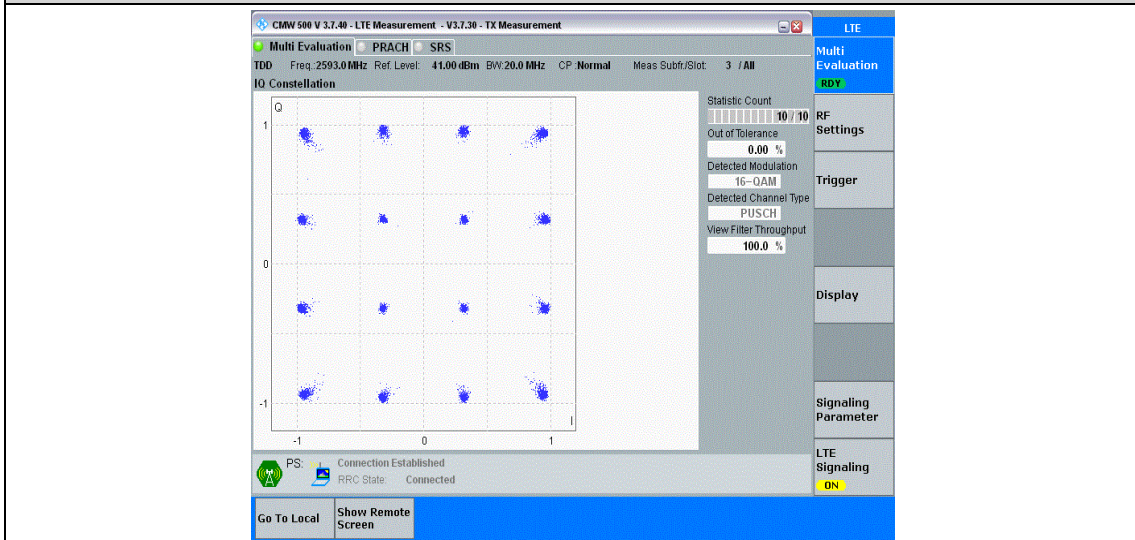 CMW 500 V 3.7.40 - LTE Measurement - V3.7.30 - TX Measurement
LTE
Multi Evaluation PRACH SRS
Multi
Evaluation
RDY
TDD Freq.:2593.0 MHz Ref. Level: 41.00 dBm BW:20.0 MHz CP :Normal Meas Subfr./Slot: 3 / All
IQ Constellation
Q
1
0
-1
-1
0
1
I
Statistic Count
10 / 10
Out of Tolerance
0.00 %
Detected Modulation
16-QAM
Detected Channel Type
PUSCH
View Filter Throughput
100.0 %
RF
Settings
Trigger
Display
Signaling
Parameter
LTE
Signaling
ON
PS: Connection Established
RRC State: Connected
Go To Local
Show Remote
Screen